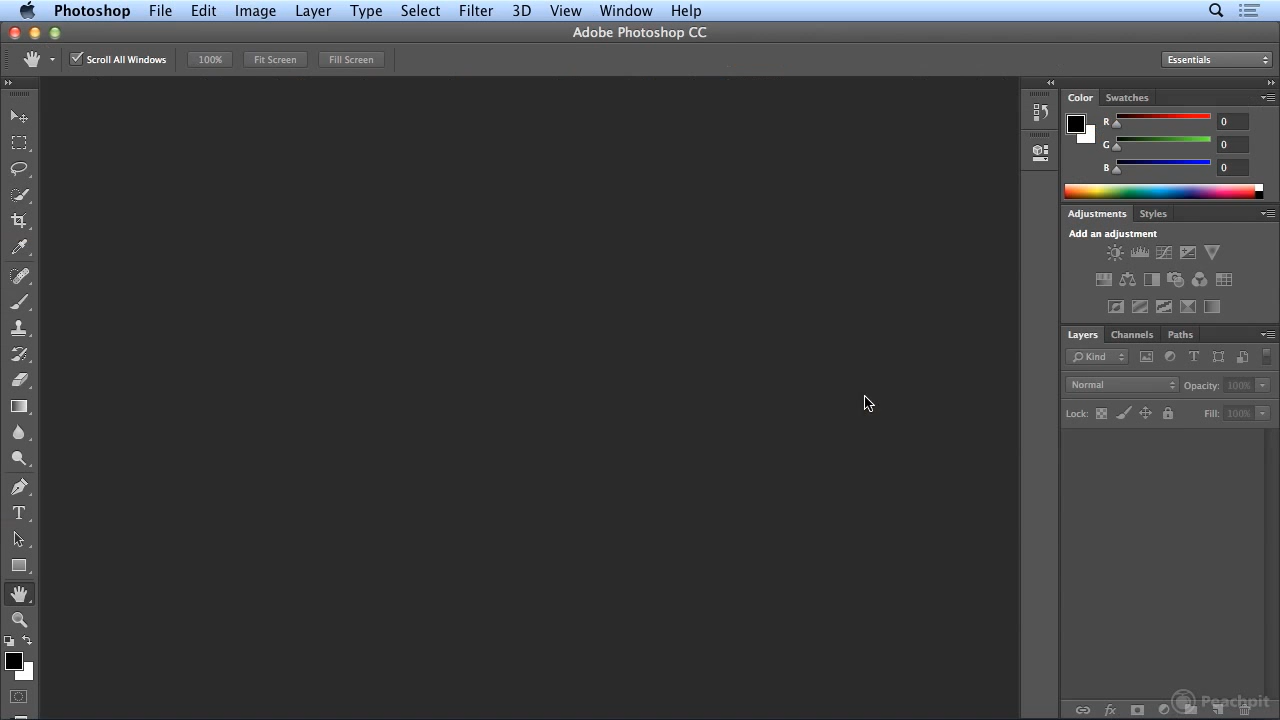 Photoshop File Edit Image Layer Type Select Filter 3D View Window Help
Adobe Photoshop CC
Scroll All Windows 100% Fit Screen Fill Screen Essentials
Color Swatches
R 0
G 0
B 0
Adjustments Styles
Add an adjustment
Layers Channels Paths
Kind T
Normal Opacity: 100%
Lock: Fill: 100%
T
fx
Peachpit